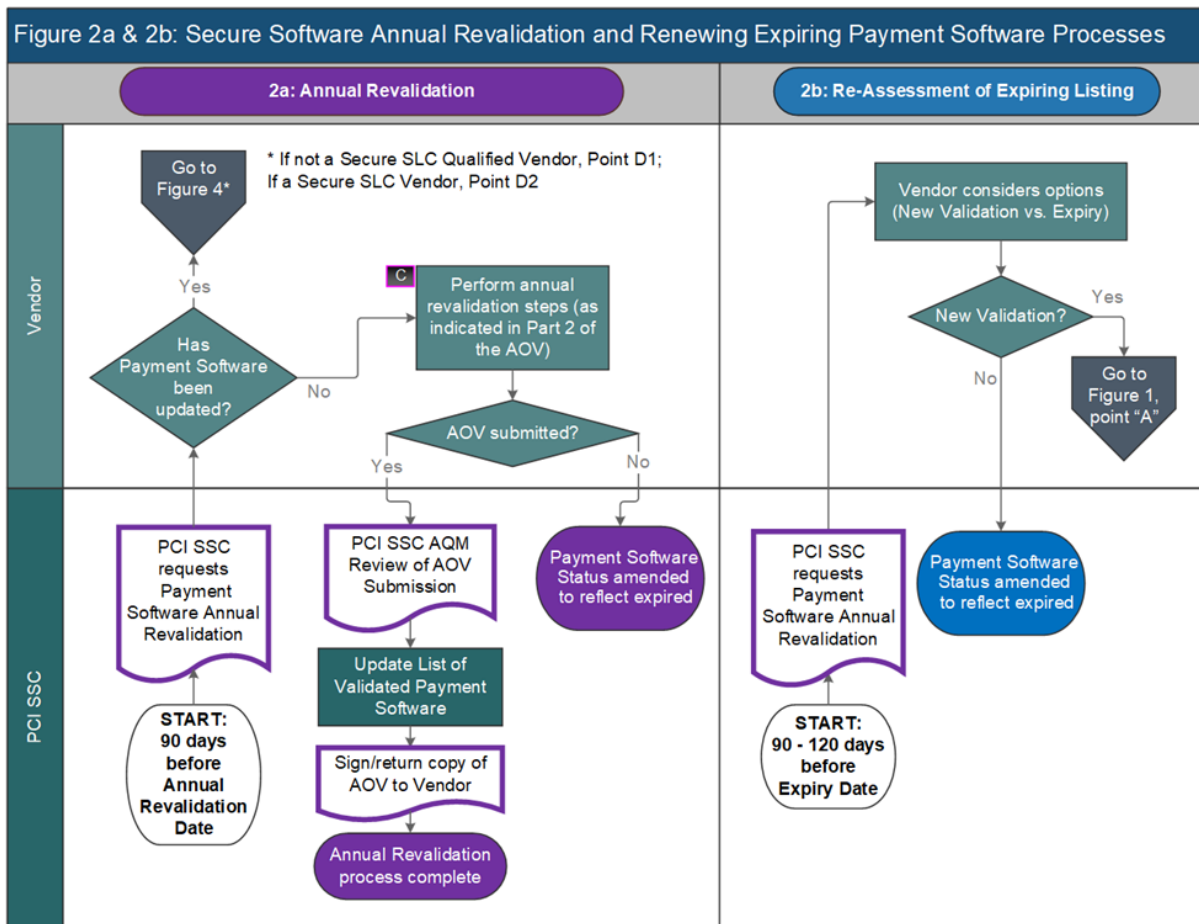 Figure 2a & 2b: Secure Software Annual Revalidation and Renewing Expiring Payment Software Processes
2a: Annual Revalidation
2b: Re-Assessment of Expiring Listing
Vendor
Go to
Figure 4*
* If not a Secure SLC Qualified Vendor, Point D1;
If a Secure SLC Vendor, Point D2
Yes
Has
Payment Software
been
updated?
No
C
Perform annual
revalidation steps (as
indicated in Part 2 of
the AOV)
AOV submitted?
Yes
No
Vendor considers options
(New Validation vs. Expiry)
New Validation?
Yes
No
Go to
Figure 1,
point “A”
PCI SSC
PCI SSC
requests
Payment
Software Annual
Revalidation
START:
90 days
before
Annual
Revalidation
Date
PCI SSC AQM
Review of AOV
Submission
Update List of
Validated Payment
Software
Sign/return copy of
AOV to Vendor
Annual Revalidation
process complete
Payment Software
Status amended
to reflect expired
PCI SSC
requests
Payment
Software Annual
Revalidation
START:
90 - 120 days
before
Expiry Date
Payment Software
Status amended
to reflect expired